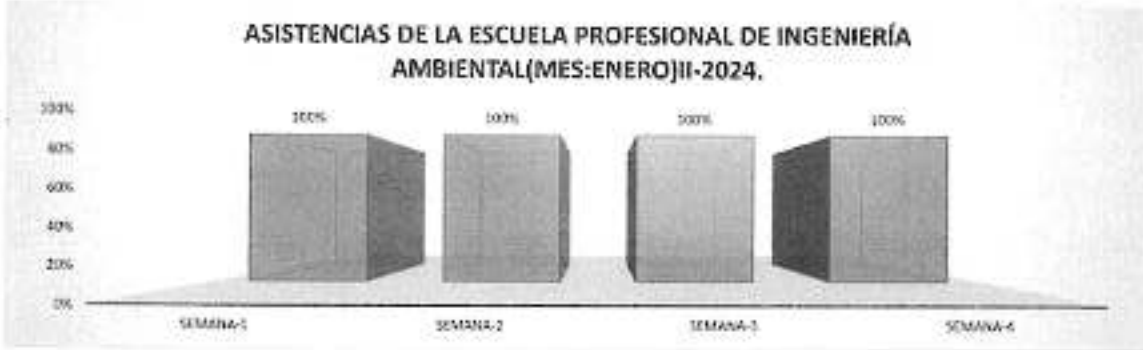 ASISTENCIAS DE LA ESCUELA PROFESIONAL DE INGENIERÍA
AMBIENTAL(MES:ENERO)II-2024.
100%
80%
60%
40%
20%
0%
100% 100% 100% 100%
SEMANA-1 SEMANA-2 SEMANA-3 SEMANA-4